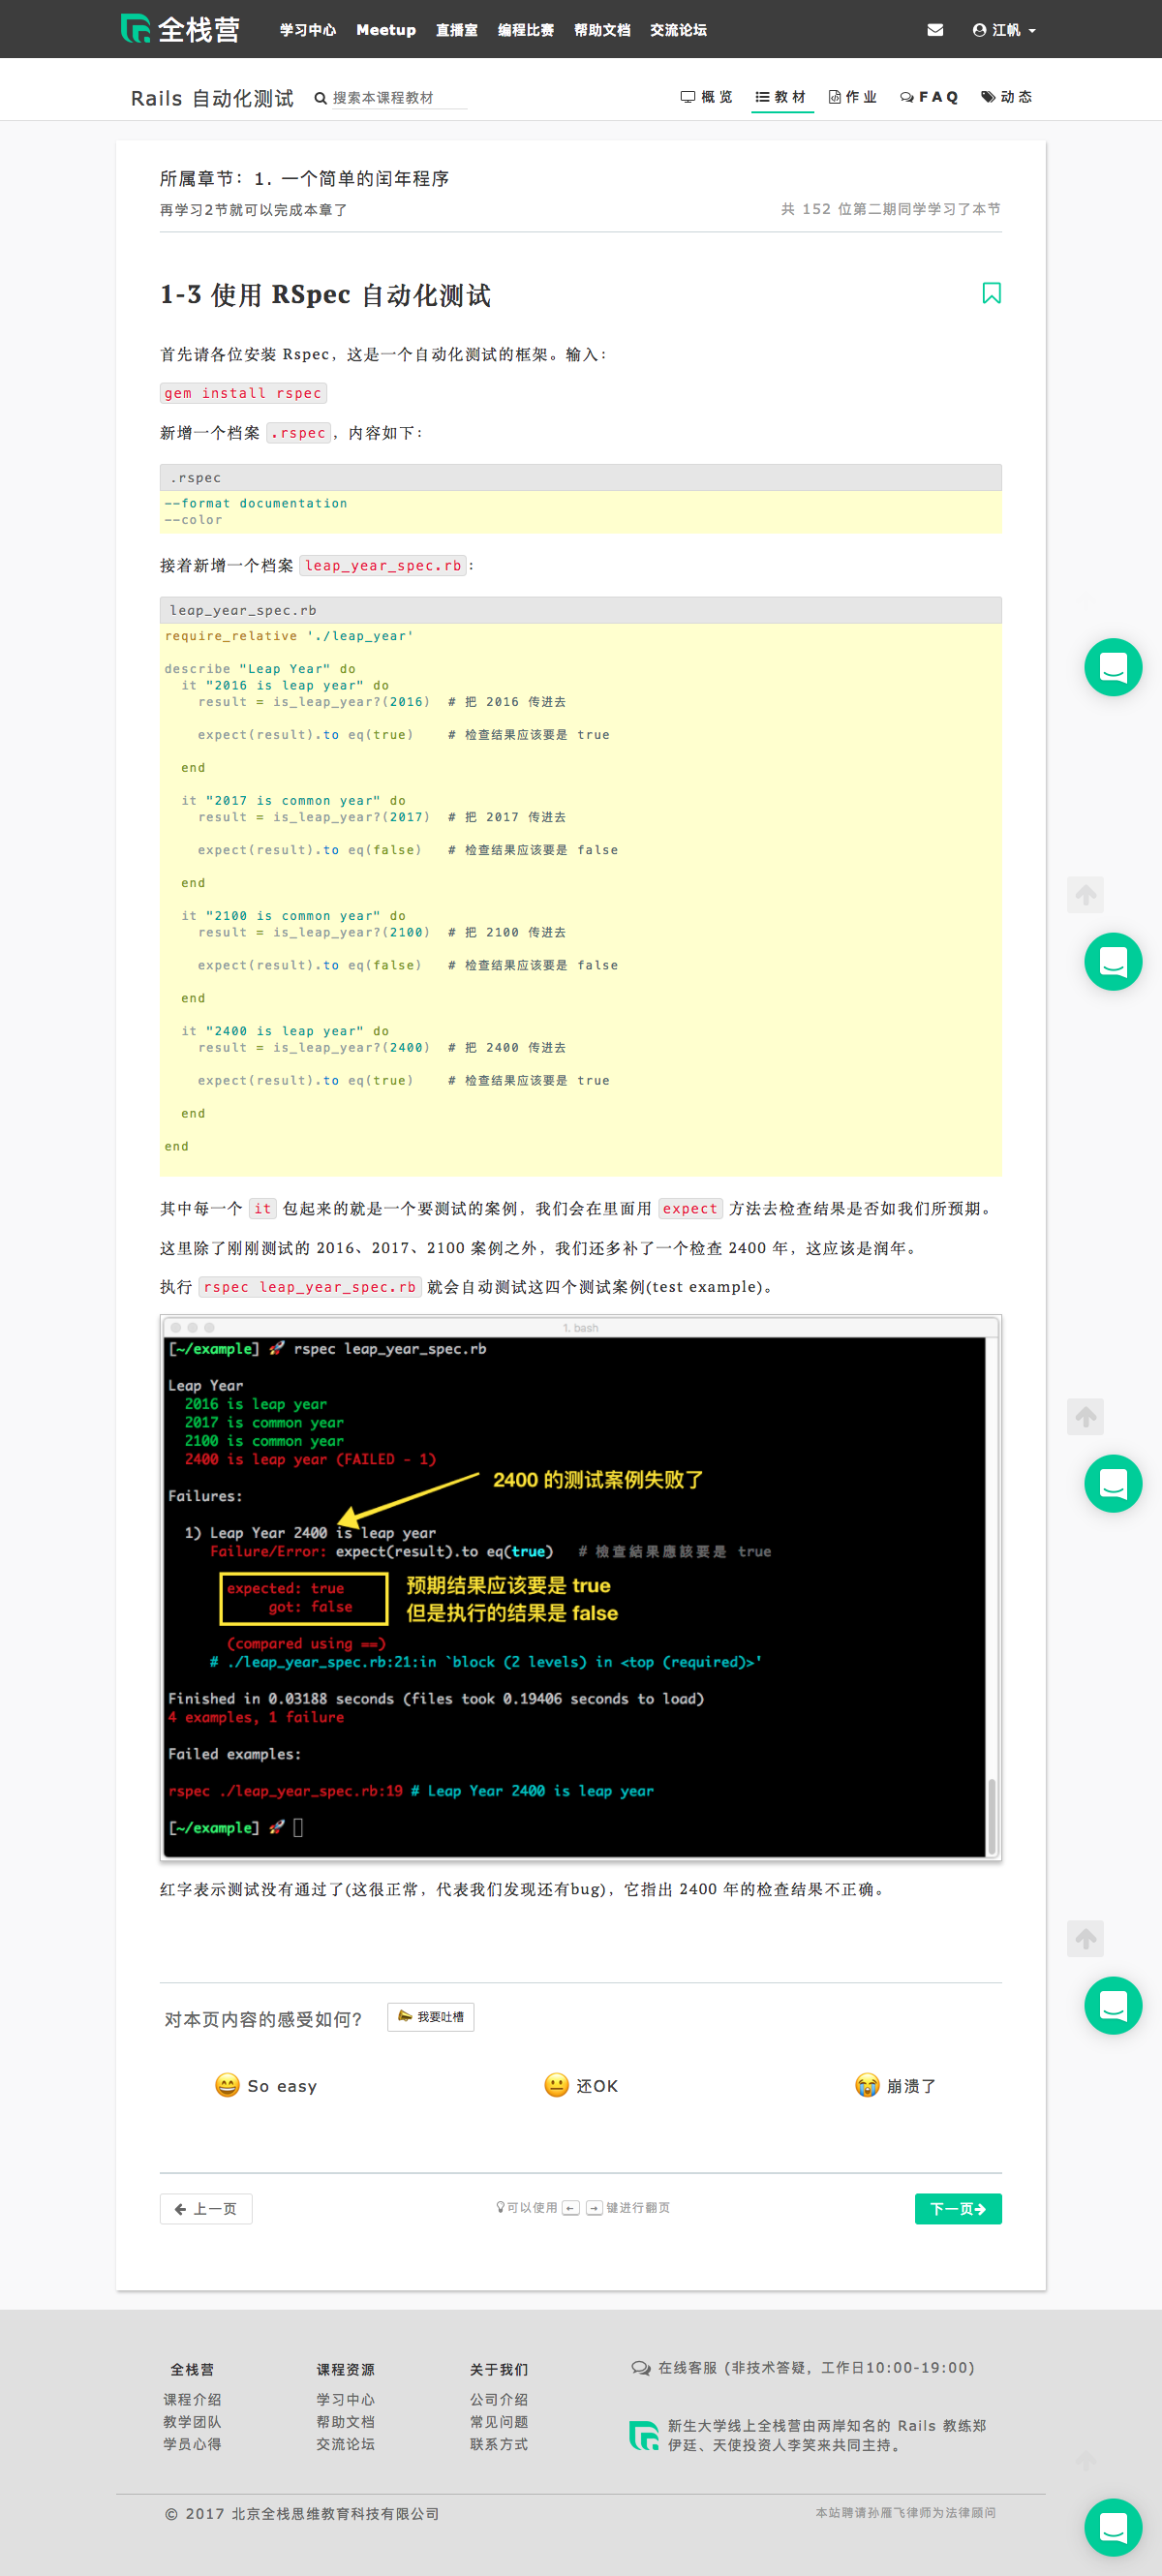 全栈营 学习中心 Meetup 直播室 编程比赛 帮助文档 交流论坛 江帆
Rails 自动化测试 搜索本课程教材 概览 教材 作业 FAQ 动态
所属章节：1. 一个简单的闰年程序
再学习2节就可以完成本章了 共 152 位第二期同学学习了本节
1-3 使用 RSpec 自动化测试
首先请各位安装 Rspec，这是一个自动化测试的框架。输入：
gem install rspec
新增一个档案 .rspec，内容如下：
.rspec
--format documentation
--color
接着新增一个档案 leap_year_spec.rb：
leap_year_spec.rb
require_relative './leap_year'
describe "Leap Year" do
it "2016 is leap year" do
result = is_leap_year?(2016) # 把 2016 传进去
expect(result).to eq(true) # 检查结果应该要是 true
end
it "2017 is common year" do
result = is_leap_year?(2017) # 把 2017 传进去
expect(result).to eq(false) # 检查结果应该要是 false
end
it "2100 is common year" do
result = is_leap_year?(2100) # 把 2100 传进去
expect(result).to eq(false) # 检查结果应该要是 false
end
it "2400 is leap year" do
result = is_leap_year?(2400) # 把 2400 传进去
expect(result).to eq(true) # 检查结果应该要是 true
end
end
其中每一个 it 包起来的就是一个要测试的案例，我们会在里面用 expect 方法去检查结果是否如我们所预期。
这里除了刚刚测试的 2016、2017、2100 案例之外，我们还多补了一个检查 2400 年，这应该是润年。
执行 rspec leap_year_spec.rb 就会自动测试这四个测试案例(test example)。
1. bash
[~/example] 🚀 rspec leap_year_spec.rb
Leap Year
2016 is leap year
2017 is common year
2100 is common year
2400 is leap year (FAILED - 1)
2400 的测试案例失败了
Failures:
1) Leap Year 2400 is leap year
Failure/Error: expect(result).to eq(true) # 檢查結果應該要是 true
expected: true 预期结果应该要是 true
got: false 但是执行的结果是 false
(compared using ==)
# ./leap_year_spec.rb:21:in `block (2 levels) in <top (required)>'
Finished in 0.03188 seconds (files took 0.19406 seconds to load)
4 examples, 1 failure
Failed examples:
rspec ./leap_year_spec.rb:19 # Leap Year 2400 is leap year
[~/example] 🚀
红字表示测试没有通过了(这很正常，代表我们发现还有bug)，它指出 2400 年的检查结果不正确。
对本页内容的感受如何? 我要吐槽
😄 So easy 😐 还OK 😭 崩溃了
← 上一页 可以使用 ← → 键进行翻页 下一页→
全栈营 课程资源 关于我们 在线客服 (非技术答疑，工作日10:00-19:00)
课程介绍 学习中心 公司介绍
教学团队 帮助文档 常见问题 新生大学线上全栈营由两岸知名的 Rails 教练郑
学员心得 交流论坛 联系方式 伊廷、天使投资人李笑来共同主持。
© 2017 北京全栈思维教育科技有限公司 本站聘请孙雁飞律师为法律顾问